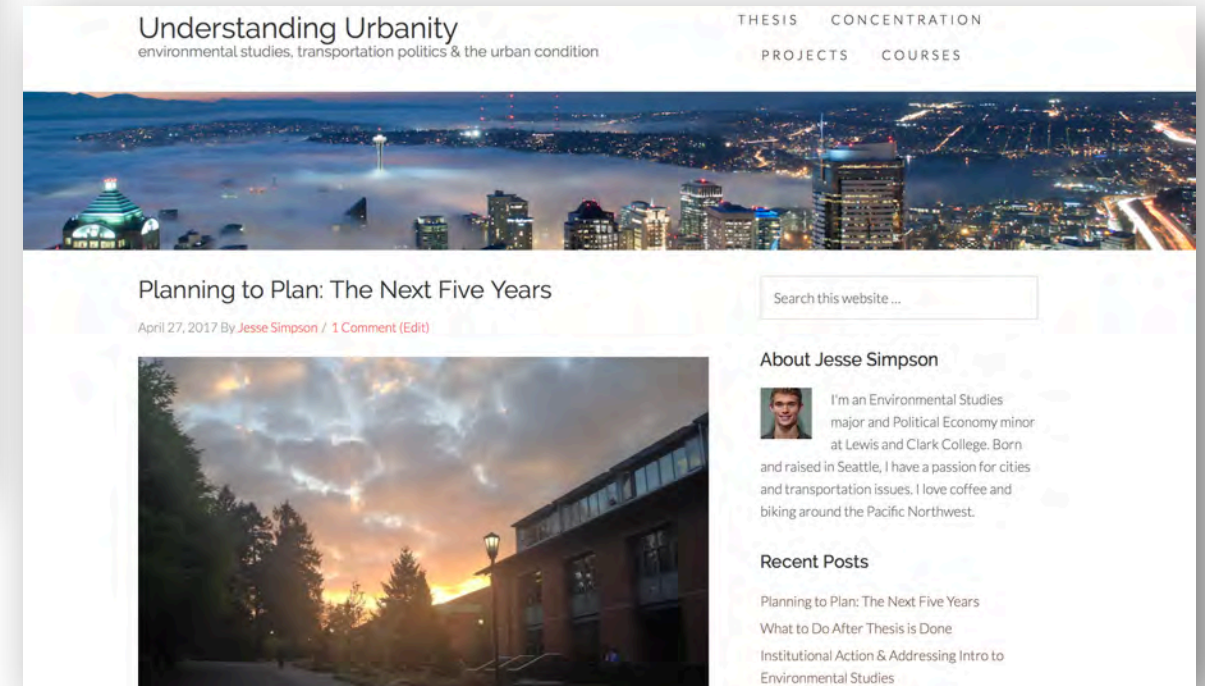 Understanding Urbanity
environmental studies, transportation politics & the urban condition
THESIS CONCENTRATION
PROJECTS COURSES
Planning to Plan: The Next Five Years
April 27, 2017 By Jesse Simpson / 1 Comment (Edit)
Search this website ...
About Jesse Simpson
I'm an Environmental Studies
major and Political Economy minor
at Lewis and Clark College. Born
and raised in Seattle, I have a passion for cities
and transportation issues. I love coffee and
biking around the Pacific Northwest.
Recent Posts
Planning to Plan: The Next Five Years
What to Do After Thesis is Done
Institutional Action & Addressing Intro to
Environmental Studies